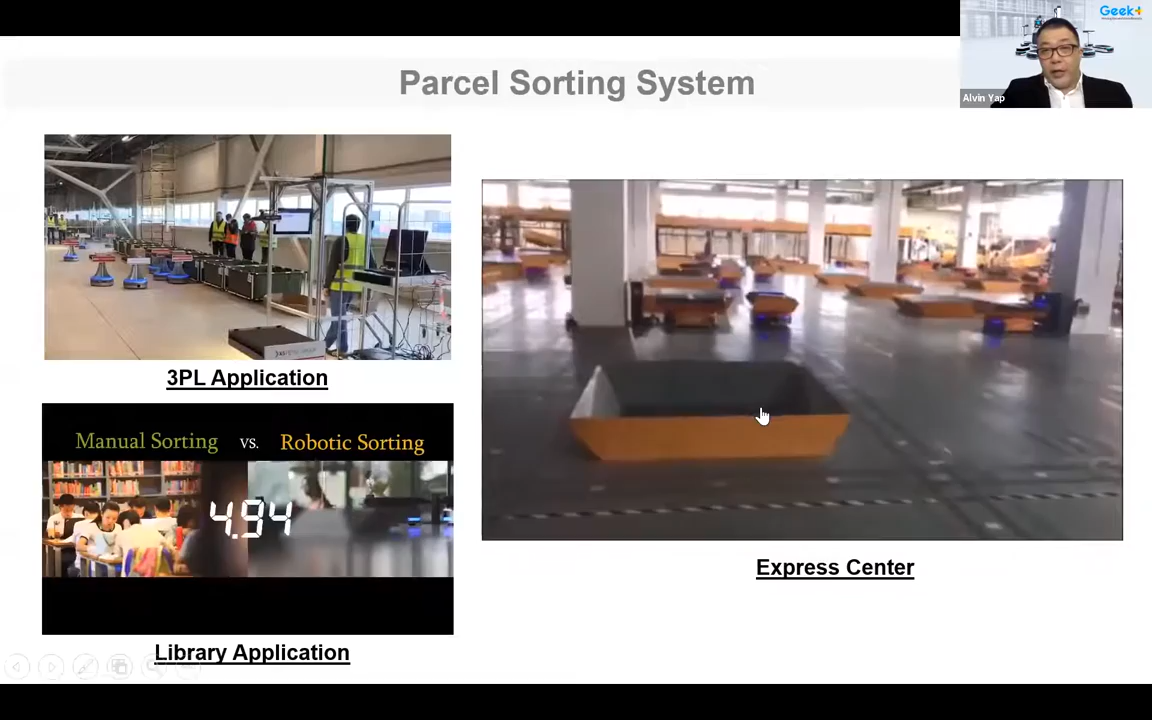 Geek+
Alvin Yap
Parcel Sorting System
3PL Application
Manual Sorting vs. Robotic Sorting
4.94
Library Application
Express Center